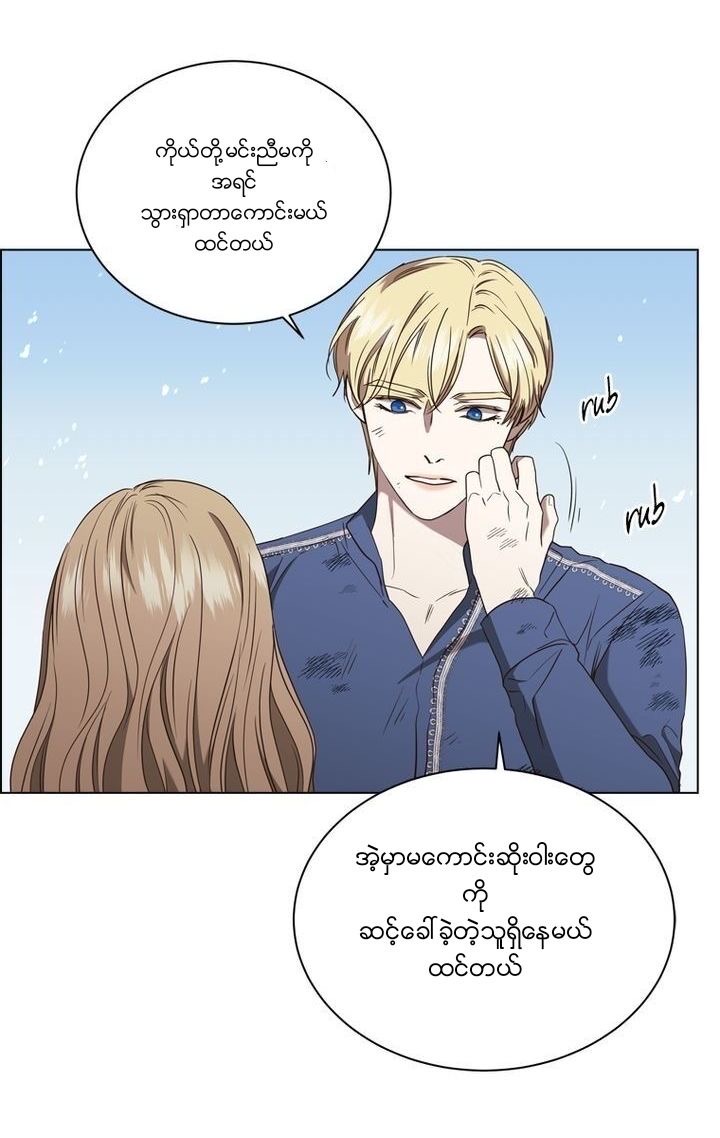 ကိုယ်တို့မင်းညီမကို
အရင်
သွားရှာတာကောင်းမယ်
ထင်တယ်
rub
rub
အဲ့မှာမကောင်းဆိုးဝါးတွေ
ကို
ဆင့်ခေါ်ခဲ့တဲ့သူရှိနေမယ်
ထင်တယ်